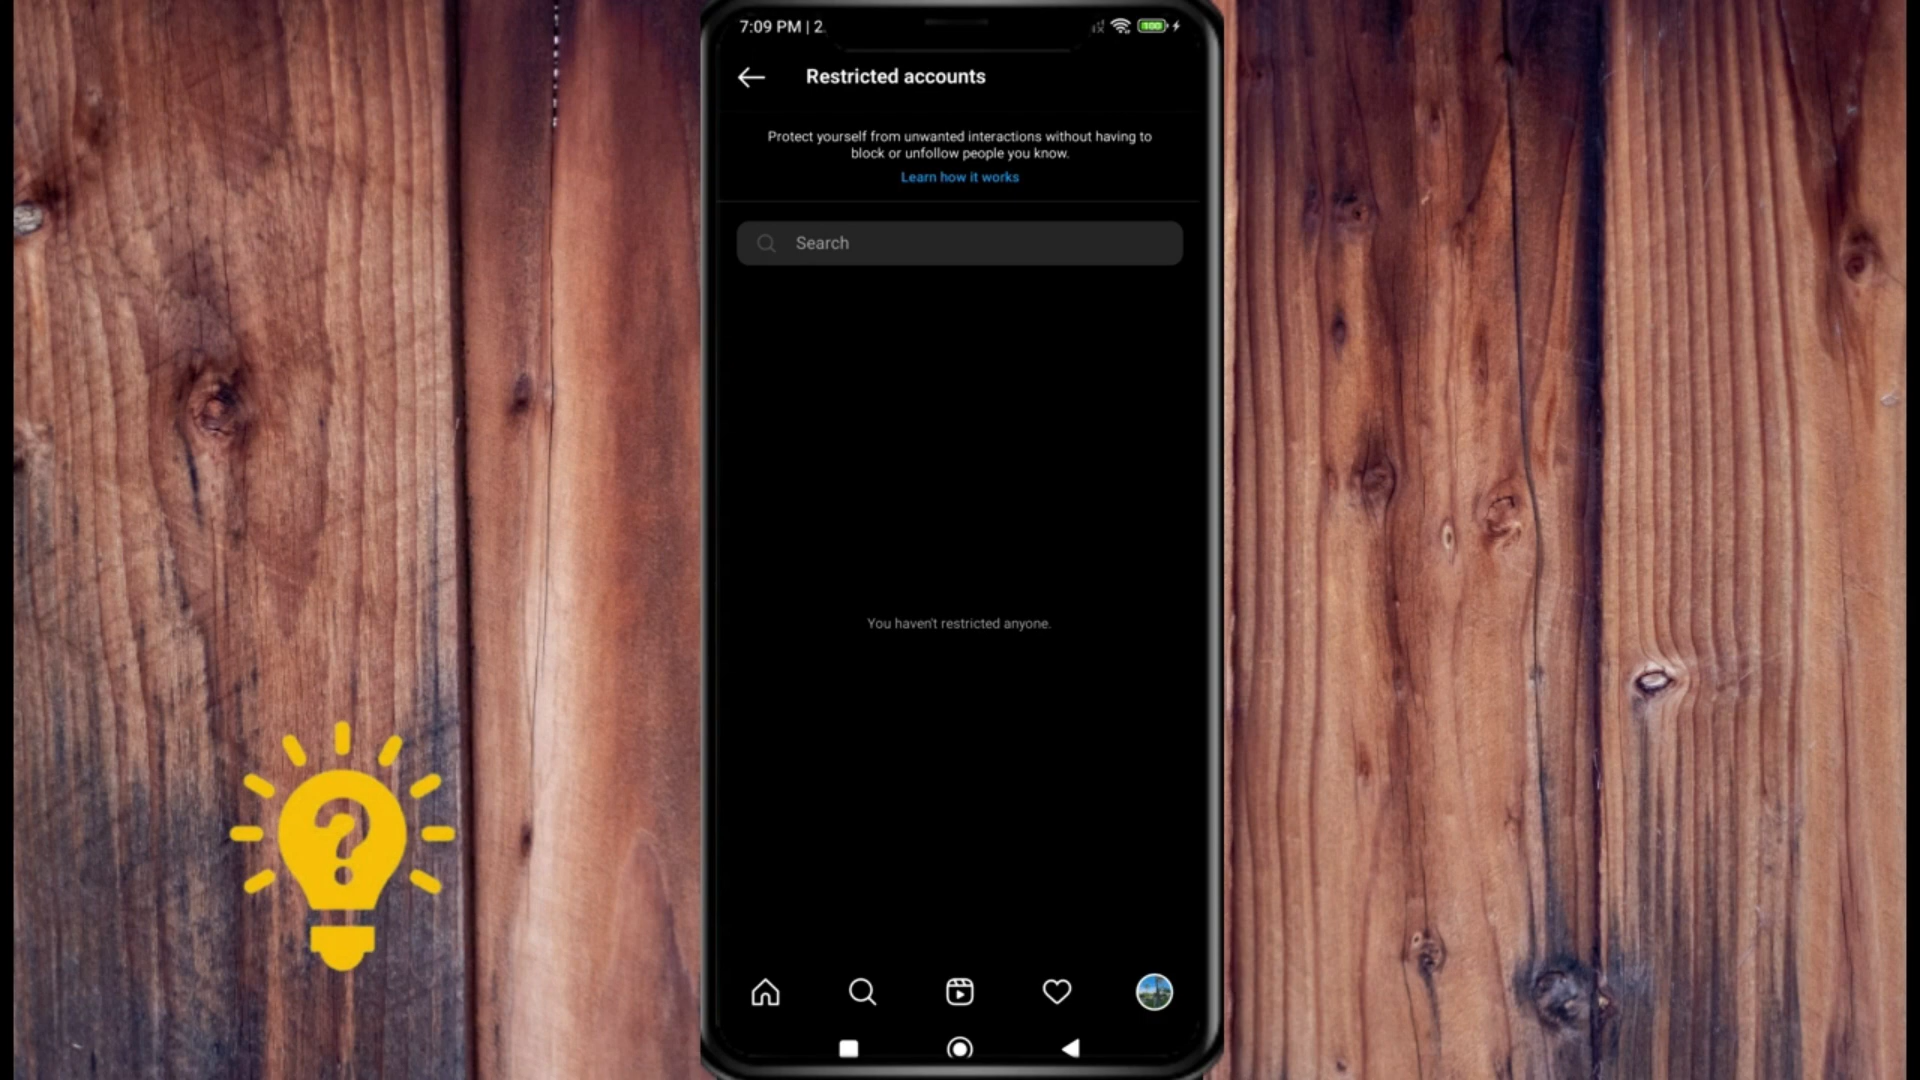 7:09 PM | 2
100
Restricted accounts
Protect yourself from unwanted interactions without having to
block or unfollow people you know.
Learn how it works
Search
You haven't restricted anyone.
?